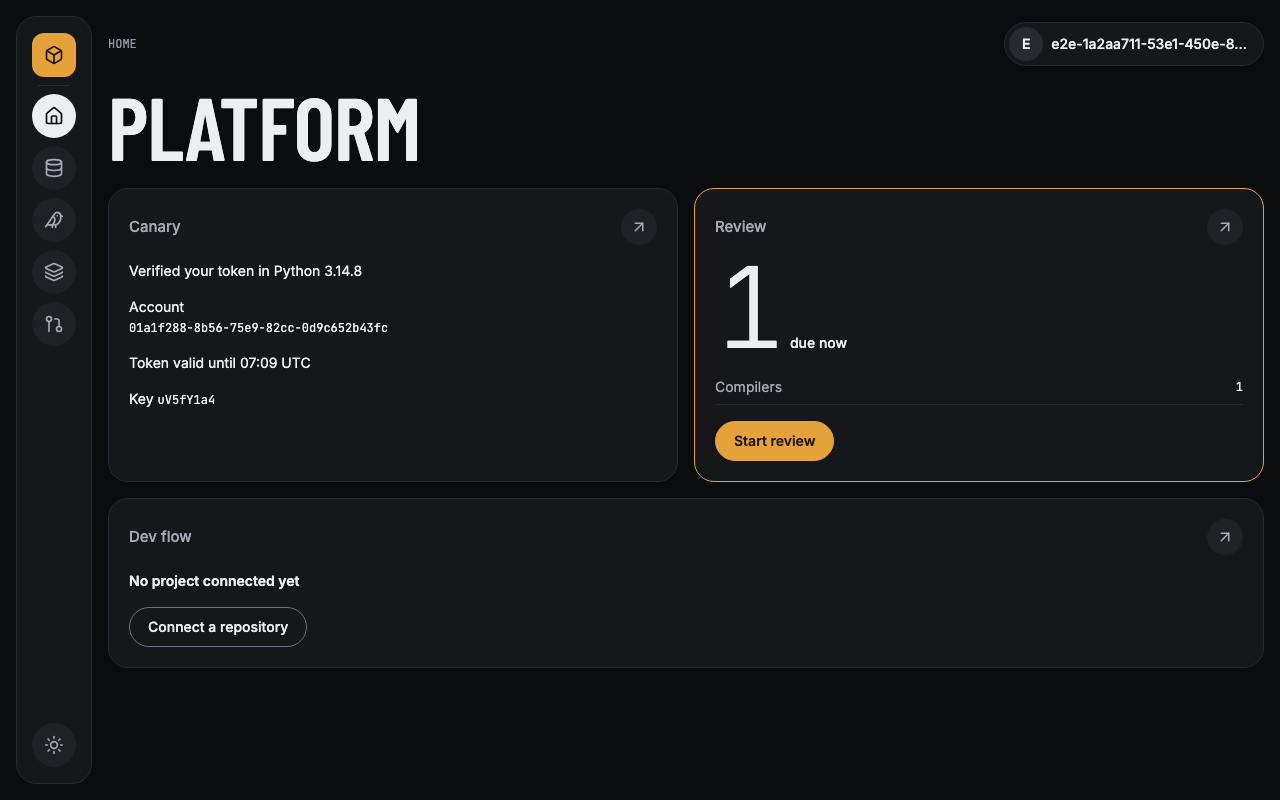 HOME
E
e2e-1a2aa711-53e1-450e-8...
PLATFORM
Canary
Verified your token in Python 3.14.8
Account
01a1f288-8b56-75e9-82cc-0d9c652b43fc
Token valid until 07:09 UTC
Key uV5fY1a4
Review
1 due now
Compilers 1
Start review
Dev flow
No project connected yet
Connect a repository